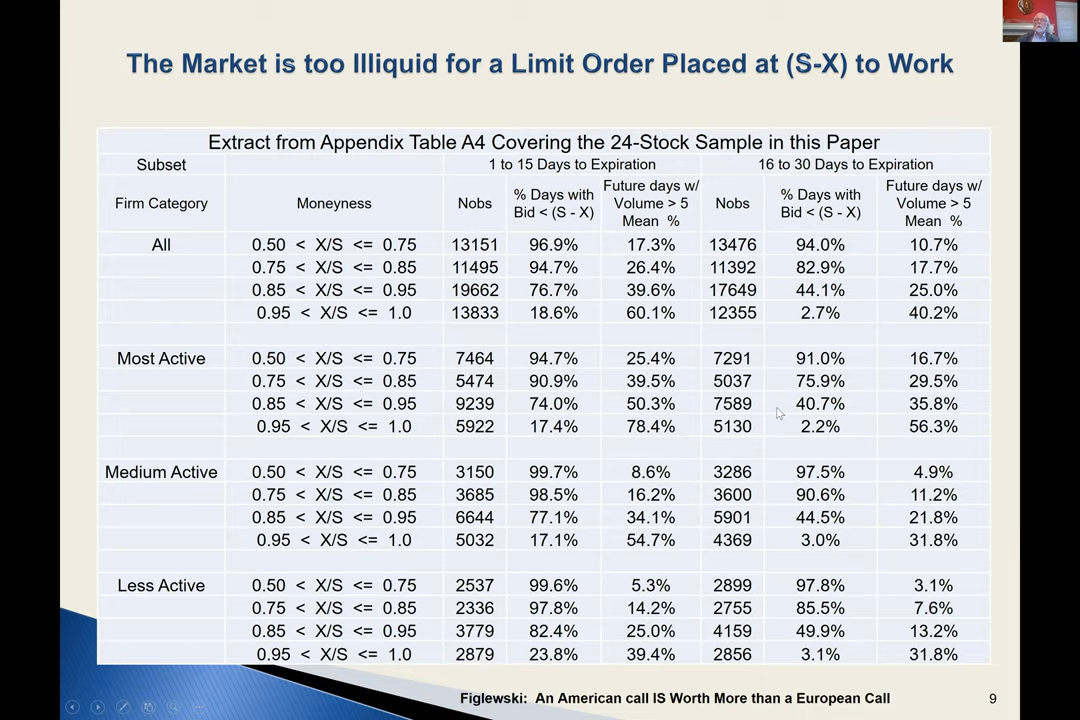 The Market is too Illiquid for a Limit Order Placed at (S-X) to Work
Extract from Appendix Table A4 Covering the 24-Stock Sample in this Paper
Subset 1 to 15 Days to Expiration 16 to 30 Days to Expiration
Firm Category Moneyness Nobs % Days with Bid < (S - X) Future days w/ Volume > 5 Mean % Nobs % Days with Bid < (S - X) Future days w/ Volume > 5 Mean %
All 0.50 < X/S <= 0.75 13151 96.9% 17.3% 13476 94.0% 10.7%
0.75 < X/S <= 0.85 11495 94.7% 26.4% 11392 82.9% 17.7%
0.85 < X/S <= 0.95 19662 76.7% 39.6% 17649 44.1% 25.0%
0.95 < X/S <= 1.0 13833 18.6% 60.1% 12355 2.7% 40.2%
Most Active 0.50 < X/S <= 0.75 7464 94.7% 25.4% 7291 91.0% 16.7%
0.75 < X/S <= 0.85 5474 90.9% 39.5% 5037 75.9% 29.5%
0.85 < X/S <= 0.95 9239 74.0% 50.3% 7589 40.7% 35.8%
0.95 < X/S <= 1.0 5922 17.4% 78.4% 5130 2.2% 56.3%
Medium Active 0.50 < X/S <= 0.75 3150 99.7% 8.6% 3286 97.5% 4.9%
0.75 < X/S <= 0.85 3685 98.5% 16.2% 3600 90.6% 11.2%
0.85 < X/S <= 0.95 6644 77.1% 34.1% 5901 44.5% 21.8%
0.95 < X/S <= 1.0 5032 17.1% 54.7% 4369 3.0% 31.8%
Less Active 0.50 < X/S <= 0.75 2537 99.6% 5.3% 2899 97.8% 3.1%
0.75 < X/S <= 0.85 2336 97.8% 14.2% 2755 85.5% 7.6%
0.85 < X/S <= 0.95 3779 82.4% 25.0% 4159 49.9% 13.2%
0.95 < X/S <= 1.0 2879 23.8% 39.4% 2856 3.1% 31.8%
Figlewski: An American call IS Worth More than a European Call 9